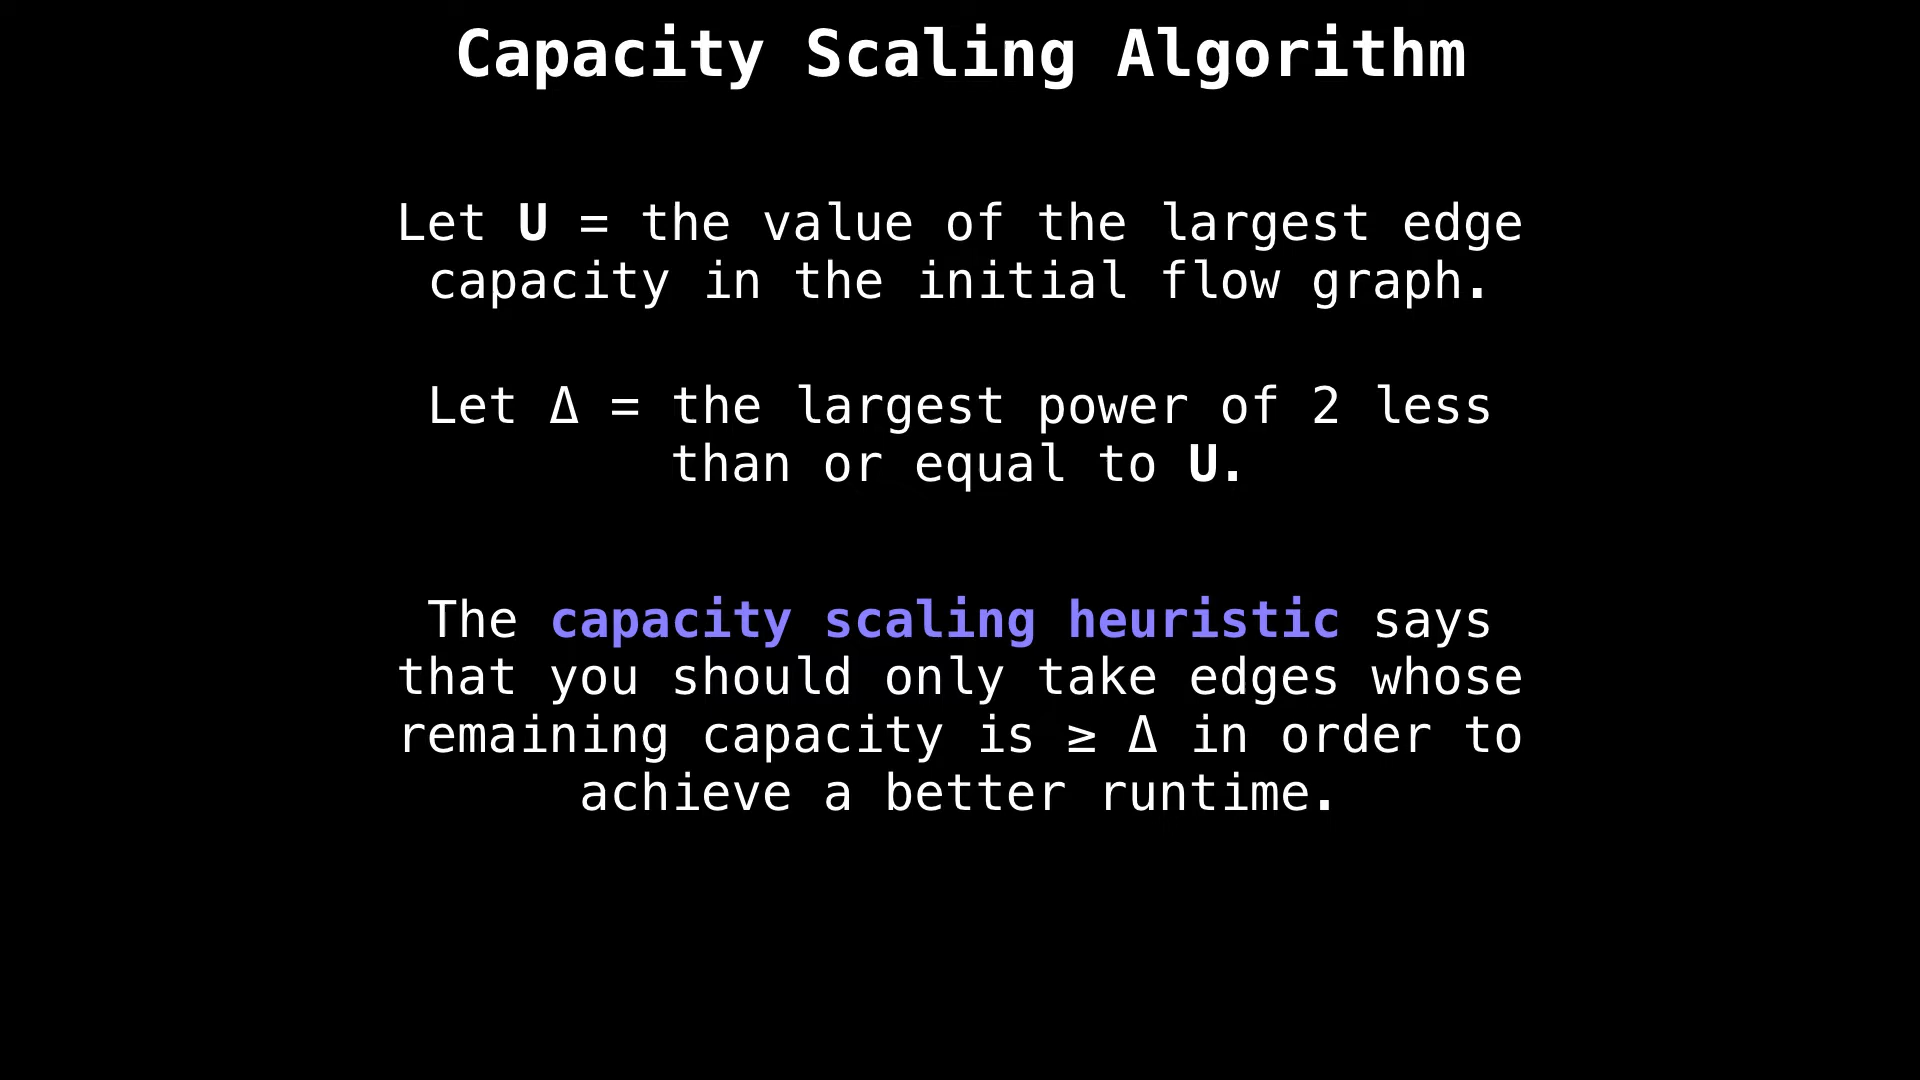 Capacity Scaling Algorithm
Let U = the value of the largest edge
capacity in the initial flow graph.
Let Δ = the largest power of 2 less
than or equal to U.
The capacity scaling heuristic says
that you should only take edges whose
remaining capacity is ≥ Δ in order to
achieve a better runtime.